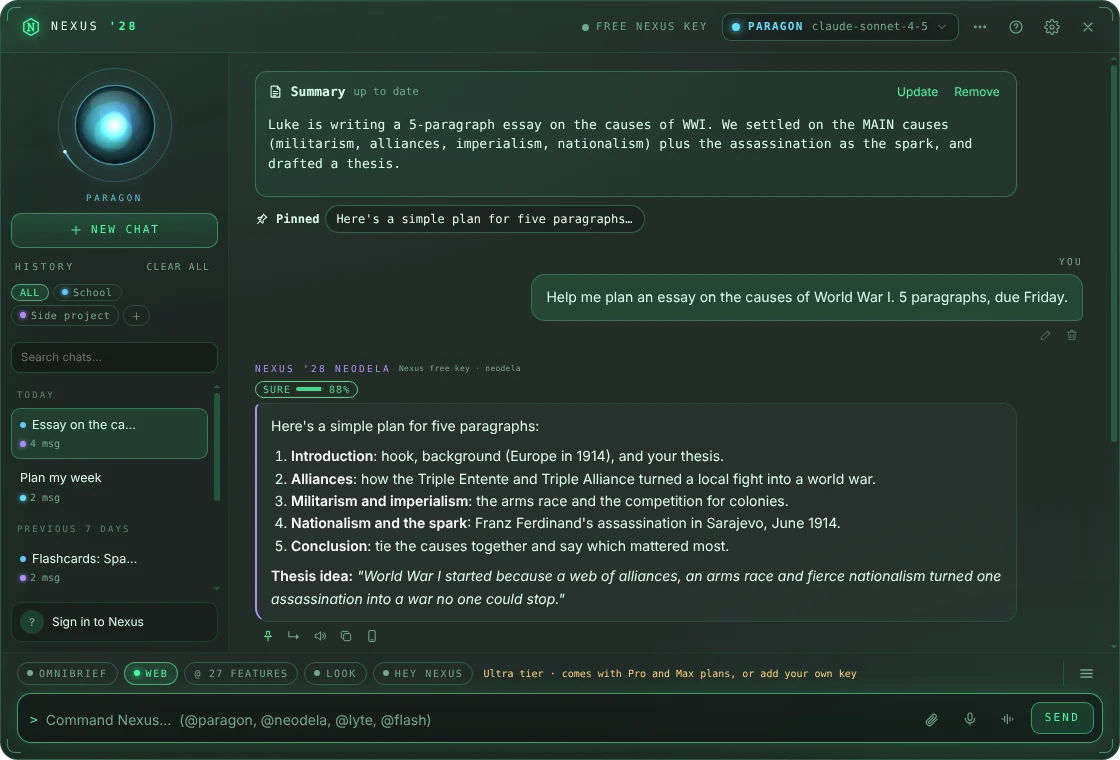 NEXUS '28
FREE NEXUS KEY
PARAGON claude-sonnet-4-5
PARAGON
+ NEW CHAT
HISTORY CLEAR ALL
ALL School
Side project +
Search chats...
TODAY
Essay on the ca...
4 msg
Plan my week
2 msg
PREVIOUS 7 DAYS
Flashcards: Spa...
2 msg
? Sign in to Nexus
Summary up to date Update Remove
Luke is writing a 5-paragraph essay on the causes of WWI. We settled on the MAIN causes
(militarism, alliances, imperialism, nationalism) plus the assassination as the spark, and
drafted a thesis.
Pinned Here's a simple plan for five paragraphs…
YOU
Help me plan an essay on the causes of World War I. 5 paragraphs, due Friday.
NEXUS '28 NEODELA Nexus free key · neodela
SURE 88%
Here's a simple plan for five paragraphs:
1. Introduction: hook, background (Europe in 1914), and your thesis.
2. Alliances: how the Triple Entente and Triple Alliance turned a local fight into a world war.
3. Militarism and imperialism: the arms race and the competition for colonies.
4. Nationalism and the spark: Franz Ferdinand's assassination in Sarajevo, June 1914.
5. Conclusion: tie the causes together and say which mattered most.
Thesis idea: "World War I started because a web of alliances, an arms race and fierce nationalism turned one
assassination into a war no one could stop."
OMNIBRIEF WEB @ 27 FEATURES LOOK HEY NEXUS Ultra tier · comes with Pro and Max plans, or add your own key
> Command Nexus... (@paragon, @neodela, @lyte, @flash) SEND